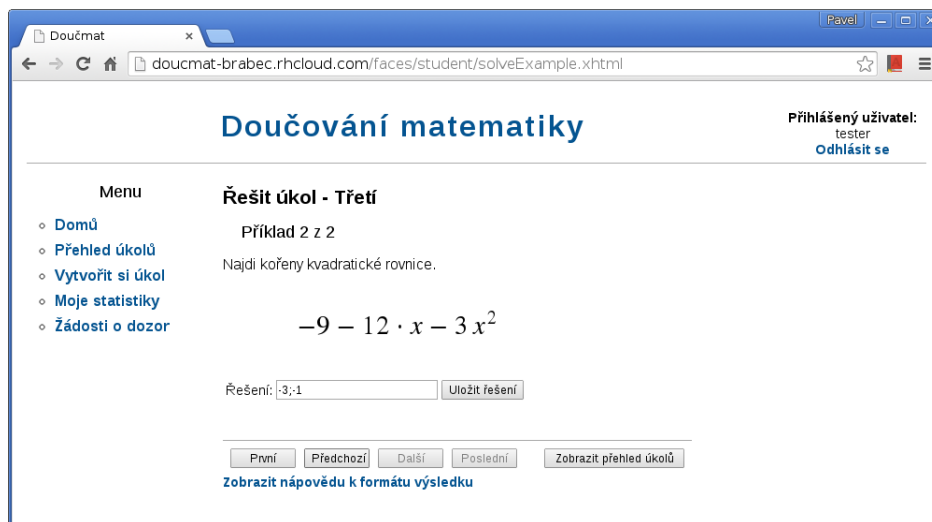 Pavel
Doučmat
doucmat-brabec.rhcloud.com/faces/student/solveExample.xhtml
Doučování matematiky
Přihlášený uživatel:
tester
Odhlásit se
Menu
Domů
Přehled úkolů
Vytvořit si úkol
Moje statistiky
Žádosti o dozor
Řešit úkol - Třetí
Příklad 2 z 2
Najdi kořeny kvadratické rovnice.
−9 − 12 · x − 3 x²
Řešení: -3;-1 Uložit řešení
První Předchozí Další Poslední Zobrazit přehled úkolů
Zobrazit nápovědu k formátu výsledku